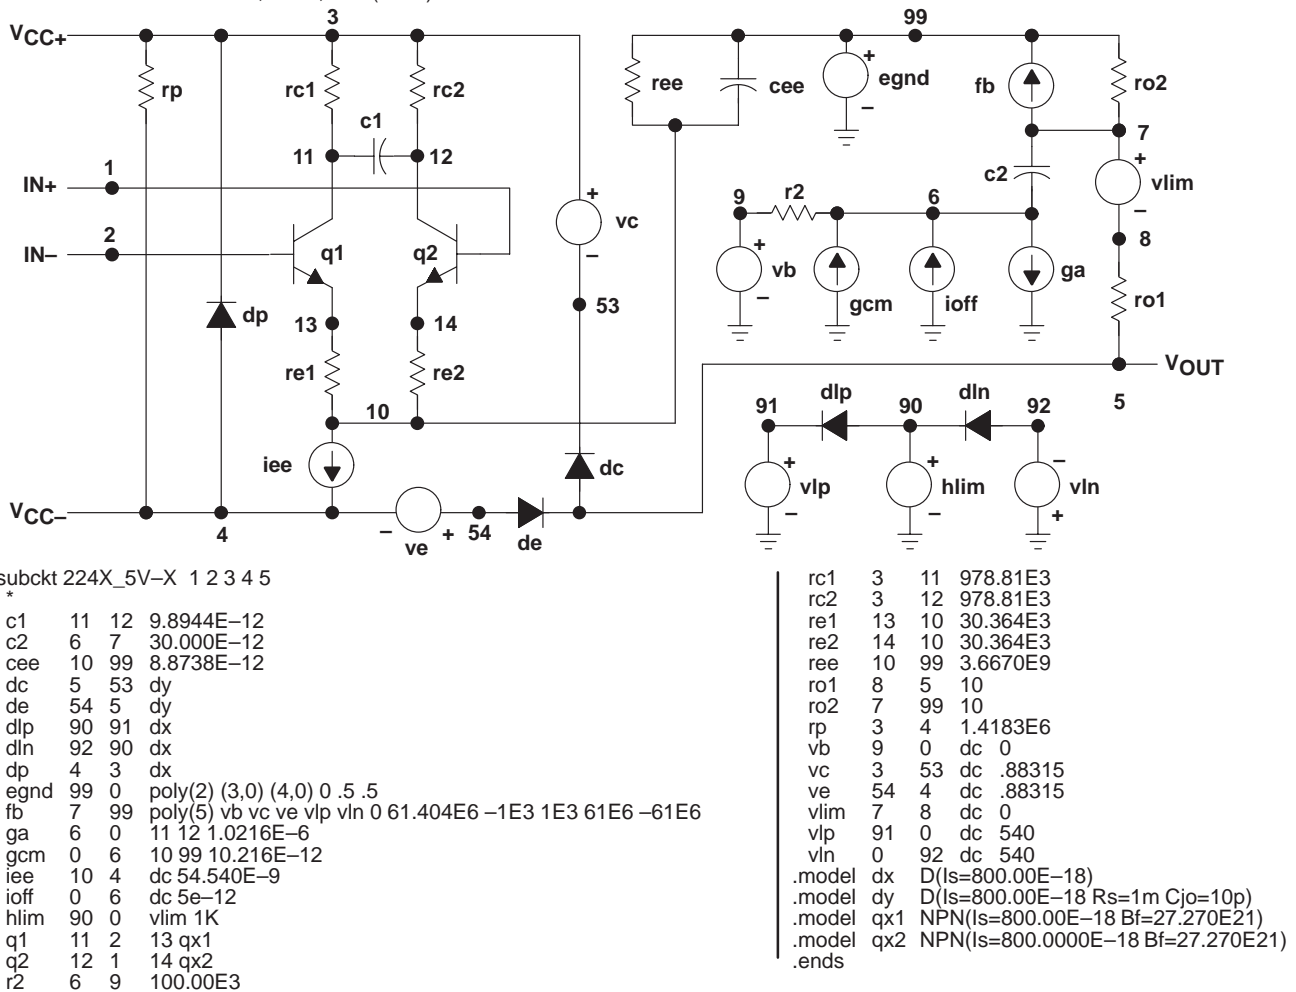 3
99
VCC+
rp
rc1
rc2
c1
ree
cee
egnd
+
–
fb
ro2
7
11
12
1
IN+
2
IN–
q1
q2
+
vc
–
53
dp
13
14
re1
re2
10
iee
dc
VCC–
4
–
ve
+
54
de
c2
+
vlim
–
8
9
r2
6
+
vb
–
gcm
ioff
ga
ro1
VOUT
5
91
dlp
90
dln
92
+
vlp
–
+
hlim
–
–
vln
+
subckt 224X_5V–X 1 2 3 4 5
*
c1 11 12 9.8944E–12
c2 6 7 30.000E–12
cee 10 99 8.8738E–12
dc 5 53 dy
de 54 5 dy
dlp 90 91 dx
dln 92 90 dx
dp 4 3 dx
egnd 99 0 poly(2) (3,0) (4,0) 0 .5 .5
fb 7 99 poly(5) vb vc ve vlp vln 0 61.404E6 –1E3 1E3 61E6 –61E6
ga 6 0 11 12 1.0216E–6
gcm 0 6 10 99 10.216E–12
iee 10 4 dc 54.540E–9
ioff 0 6 dc 5e–12
hlim 90 0 vlim 1K
q1 11 2 13 qx1
q2 12 1 14 qx2
r2 6 9 100.00E3
rc1 3 11 978.81E3
rc2 3 12 978.81E3
re1 13 10 30.364E3
re2 14 10 30.364E3
ree 10 99 3.6670E9
ro1 8 5 10
ro2 7 99 10
rp 3 4 1.4183E6
vb 9 0 dc 0
vc 3 53 dc .88315
ve 54 4 dc .88315
vlim 7 8 dc 0
vlp 91 0 dc 540
vln 0 92 dc 540
.model dx D(Is=800.00E–18)
.model dy D(Is=800.00E–18 Rs=1m Cjo=10p)
.model qx1 NPN(Is=800.00E–18 Bf=27.270E21)
.model qx2 NPN(Is=800.0000E–18 Bf=27.270E21)
.ends